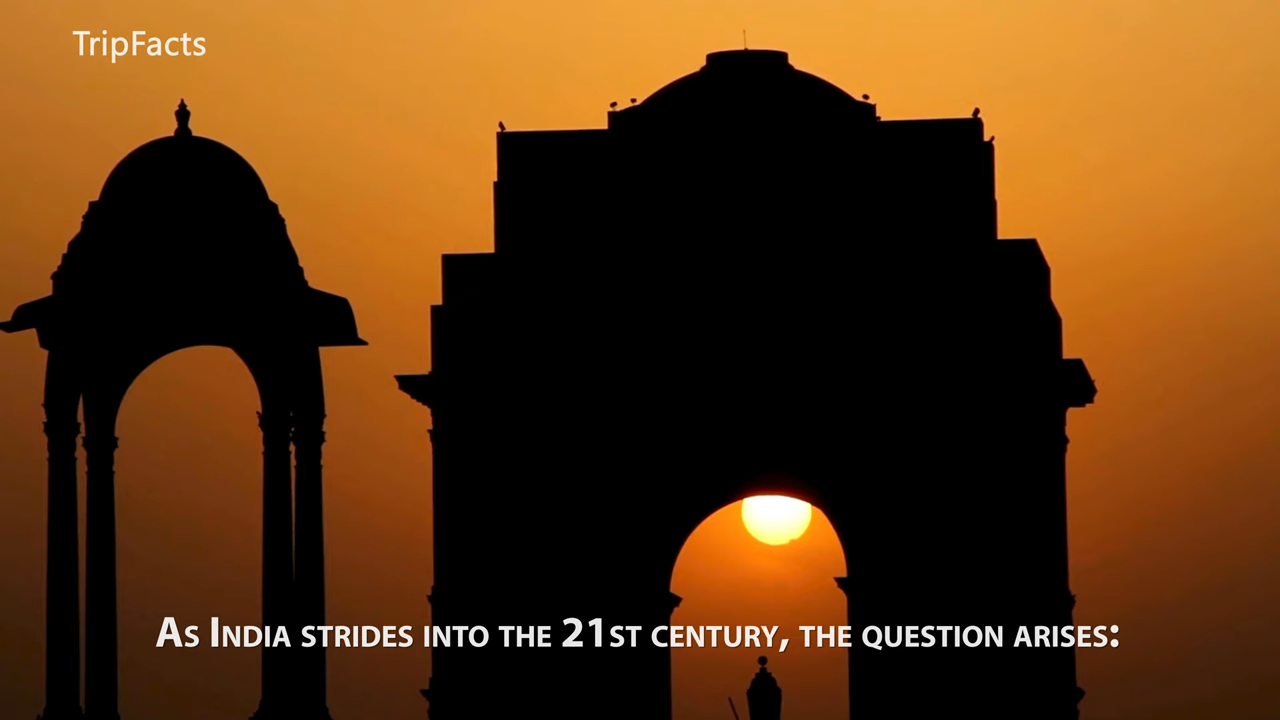 TripFacts
As India strides into the 21st century, the question arises: